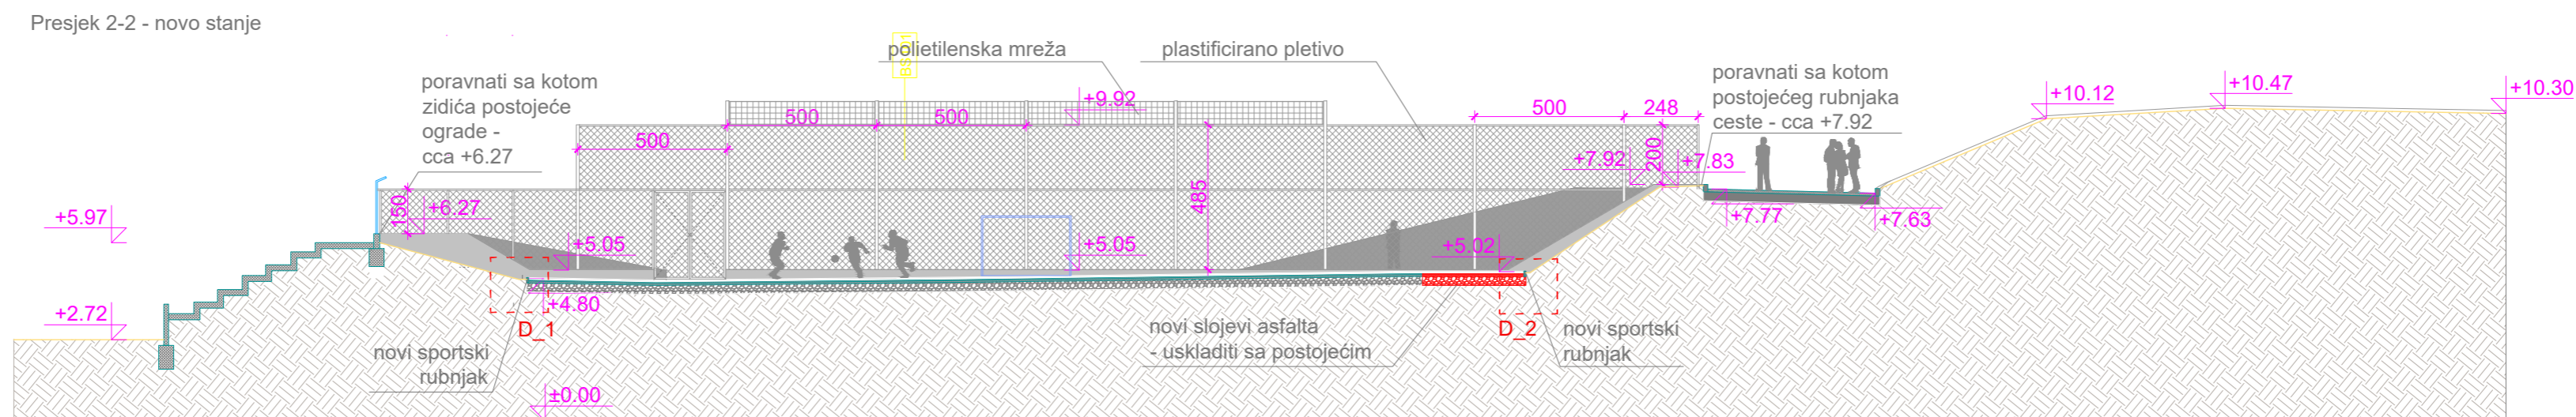 Presjek 2-2 - novo stanje
polietilenska mreža
plastificirano pletivo
BS 01
poravnati sa kotom
zidića postojeće
ograde -
cca +6.27
poravnati sa kotom
postojećeg rubnjaka
ceste - cca +7.92
+10.12
+10.47
+10.30
+9.92
500
500
500
500
248
200
485
150
+7.92
+7.83
+7.77
+7.63
+5.97
+6.27
+5.05
+5.05
+5.02
+4.80
+2.72
D_1
D_2
novi sportski
rubnjak
novi slojevi asfalta
- uskladiti sa postojećim
novi sportski
rubnjak
±0.00